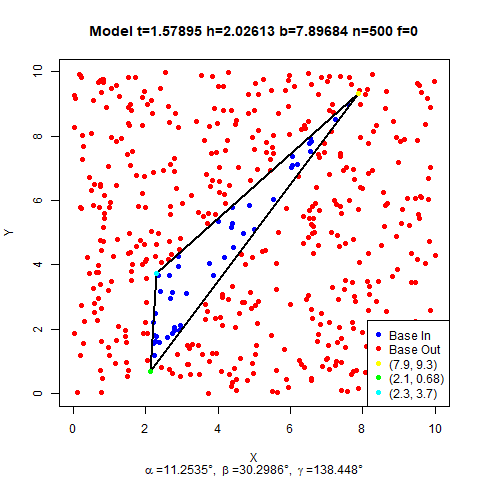 Model t=1.57895 h=2.02613 b=7.89684 n=500 f=0
Y
10
8
6
4
2
0
Base In
Base Out
(7.9, 9.3)
(2.1, 0.68)
(2.3, 3.7)
0 2 4 6 8 10
X
α=11.2535°, β=30.2986°, γ=138.448°